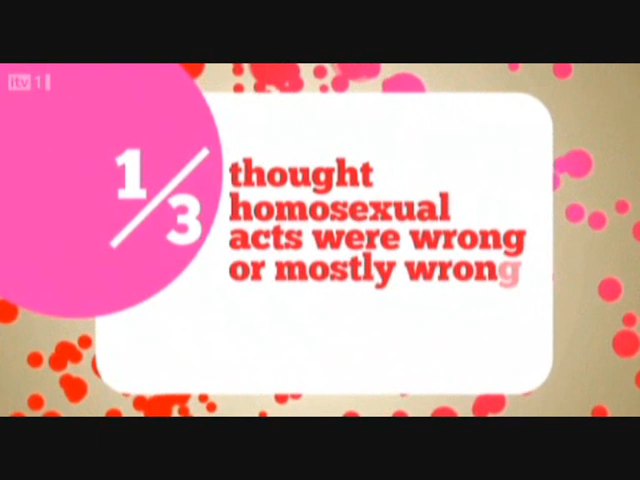 itv1
1/3
thought
homosexual
acts were wrong
or mostly wrong